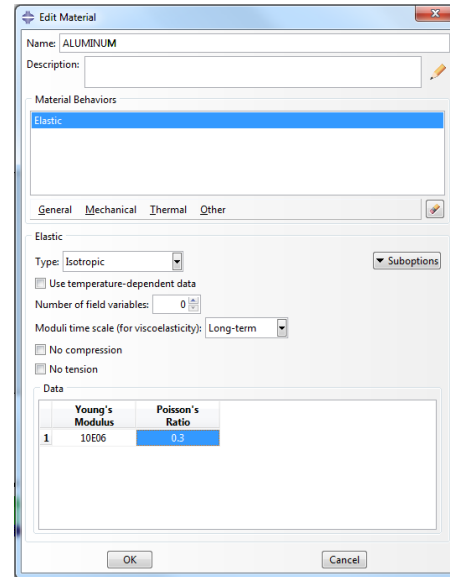 Edit Material
Name: ALUMINUM
Description:
Material Behaviors
Elastic
General Mechanical Thermal Other
Elastic
Type: Isotropic
Suboptions
Use temperature-dependent data
Number of field variables: 0
Moduli time scale (for viscoelasticity): Long-term
No compression
No tension
Data
Young's Poisson's
Modulus Ratio
1 10E06 0.3
OK Cancel